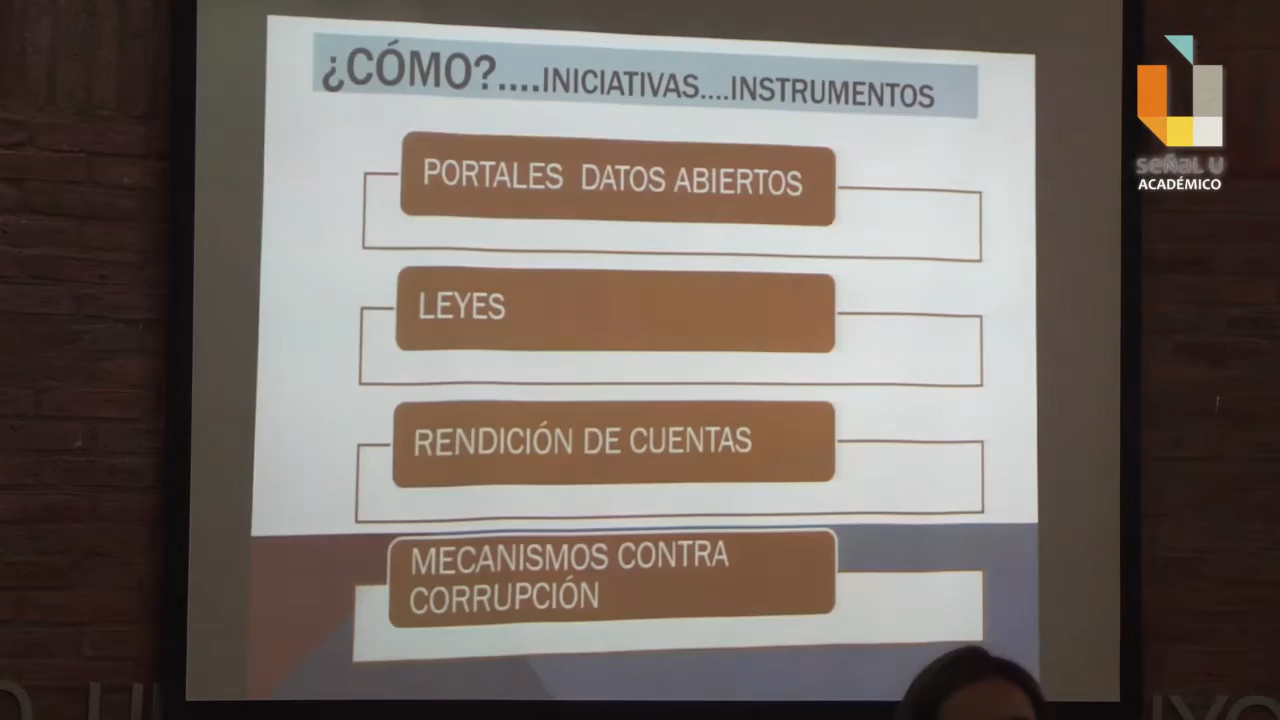 ¿CÓMO?....INICIATIVAS....INSTRUMENTOS
PORTALES DATOS ABIERTOS
LEYES
RENDICIÓN DE CUENTAS
MECANISMOS CONTRA
CORRUPCIÓN
SEÑAL U
ACADÉMICO